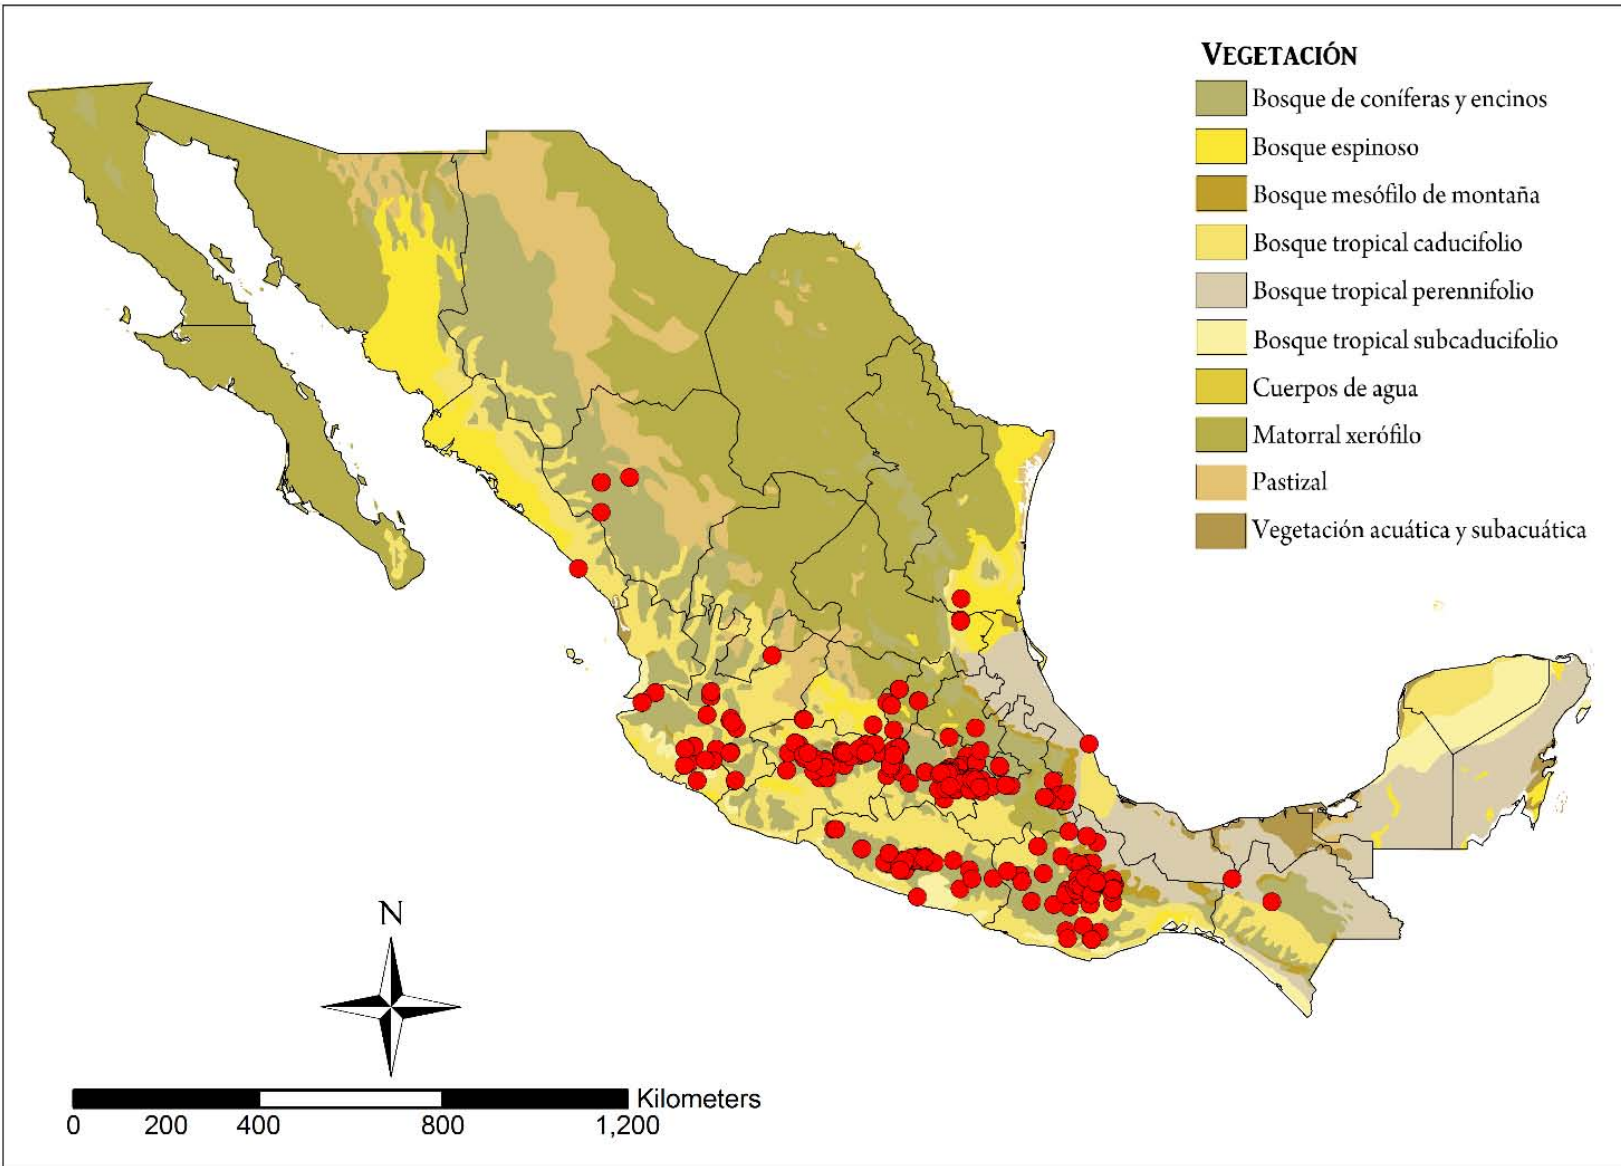 VEGETACIÓN
Bosque de coníferas y encinos
Bosque espinoso
Bosque mesófilo de montaña
Bosque tropical caducifolio
Bosque tropical perennifolio
Bosque tropical subcaducifolio
Cuerpos de agua
Matorral xerófilo
Pastizal
Vegetación acuática y subacuática
N
Kilometers
0 200 400 800 1,200